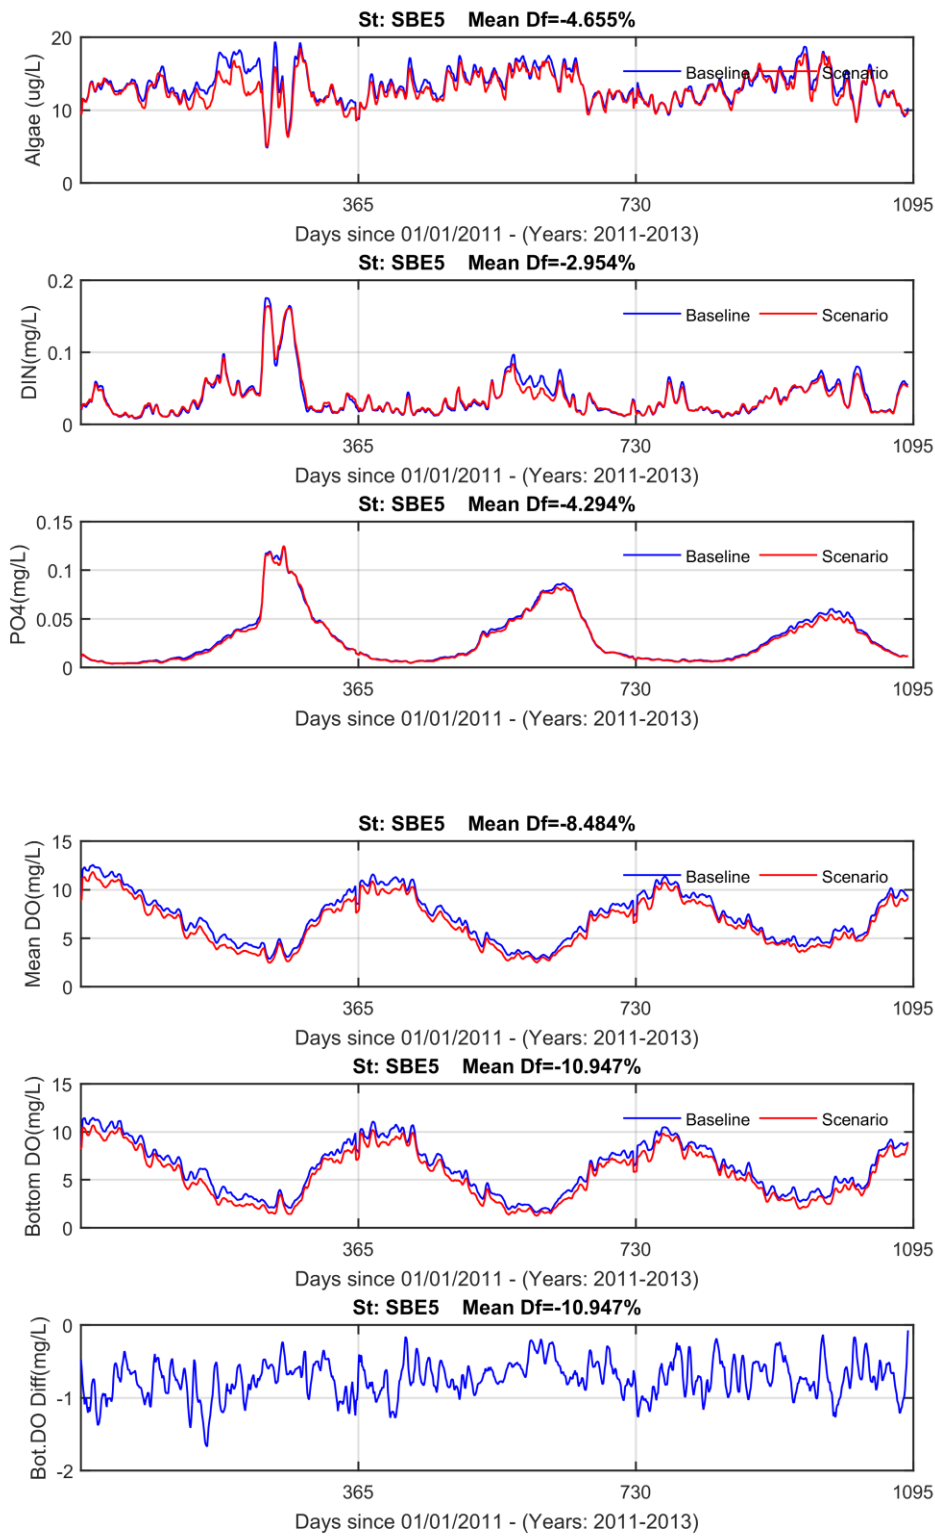 St: SBE5 Mean Df=-4.655%
20
10
0
Algae (ug/L)
Baseline
Scenario
365
730
1095
Days since 01/01/2011 - (Years: 2011-2013)
St: SBE5 Mean Df=-2.954%
0.2
0.1
0
DIN(mg/L)
Baseline
Scenario
365
730
1095
Days since 01/01/2011 - (Years: 2011-2013)
St: SBE5 Mean Df=-4.294%
0.15
0.1
0.05
0
PO4(mg/L)
Baseline
Scenario
365
730
1095
Days since 01/01/2011 - (Years: 2011-2013)
St: SBE5 Mean Df=-8.484%
15
10
5
0
Mean DO(mg/L)
Baseline
Scenario
365
730
1095
Days since 01/01/2011 - (Years: 2011-2013)
St: SBE5 Mean Df=-10.947%
15
10
5
0
Bottom DO(mg/L)
Baseline
Scenario
365
730
1095
Days since 01/01/2011 - (Years: 2011-2013)
St: SBE5 Mean Df=-10.947%
0
-1
-2
Bot.DO Diff(mg/L)
365
730
1095
Days since 01/01/2011 - (Years: 2011-2013)